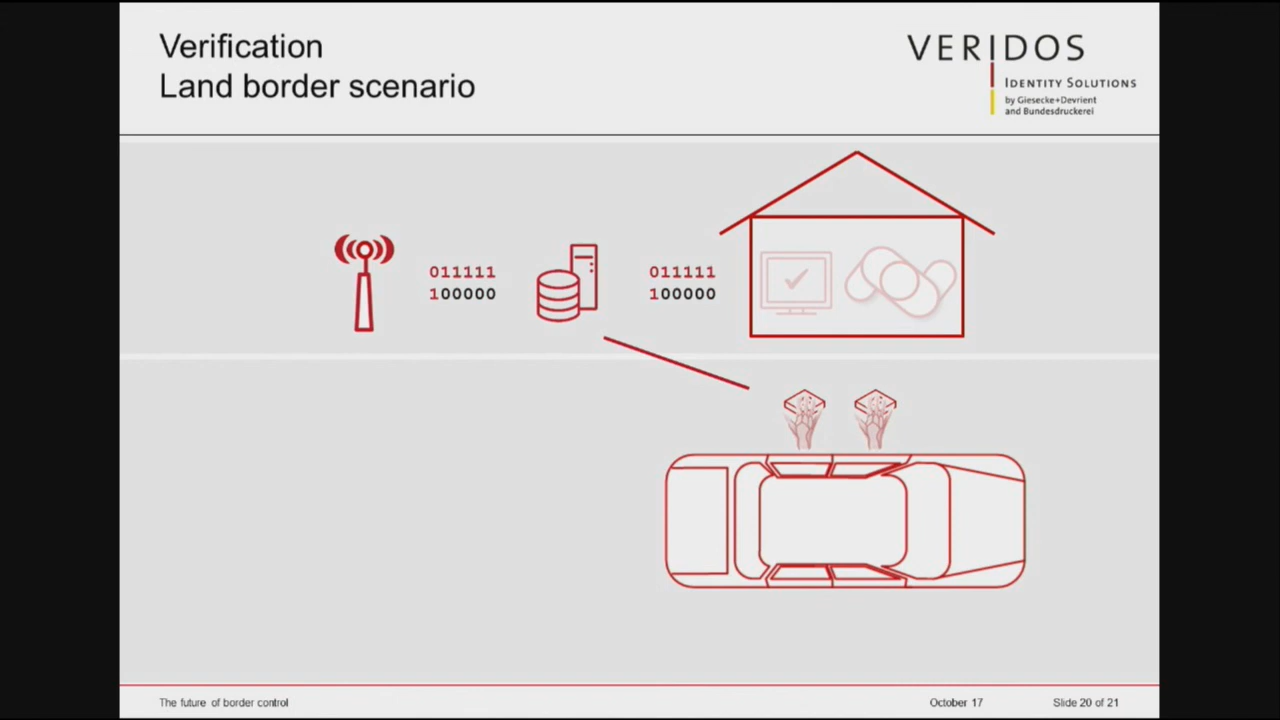 Verification
Land border scenario
VERIDOS
IDENTITY SOLUTIONS
by Giesecke+Devrient
and Bundesdruckerei
011111
100000
011111
100000
The future of border control
October 17
Slide 20 of 21